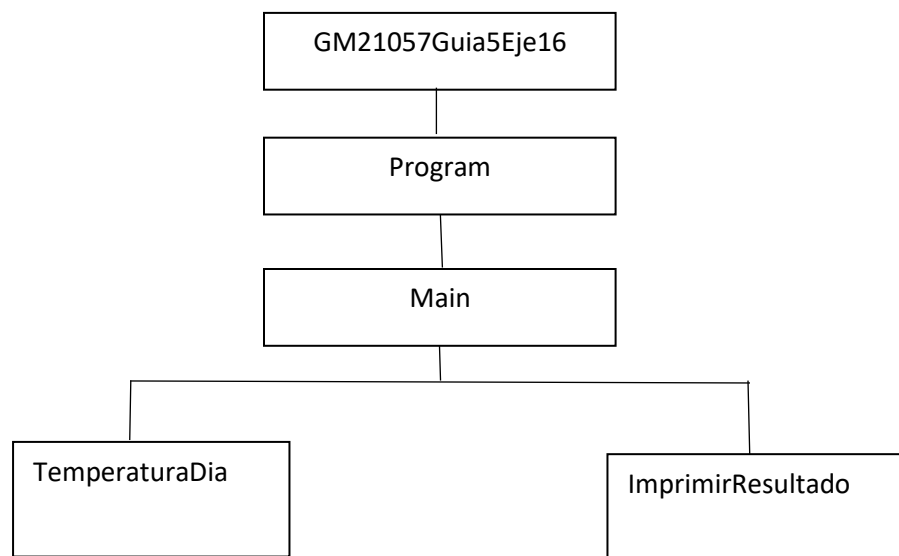 GM21057Guia5Eje16
Program
Main
TemperaturaDia
ImprimirResultado